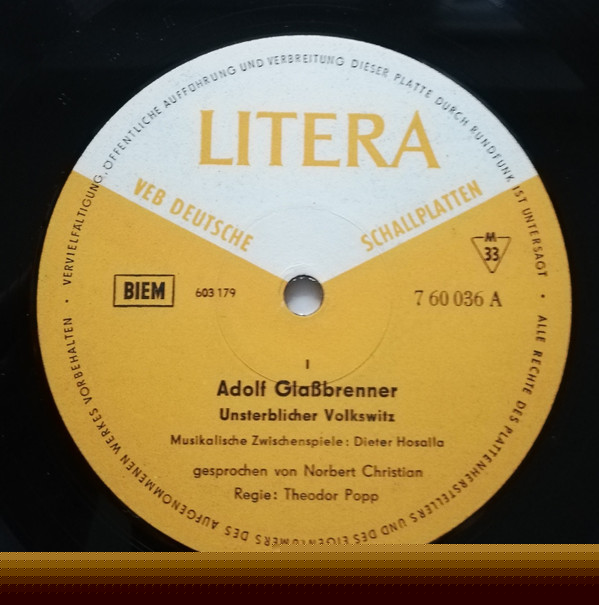 VERVIELFÄLTIGUNG, ÖFFENTLICHE AUFFÜHRUNG UND VERBREITUNG DIESER PLATTE DURCH RUNDFUNK IST UNTERSAGT • ALLE RECHTE DES PLATTENHERSTELLERS UND DES EIGENTÜMERS DES AUFGENOMMENEN WERKES VORBEHALTEN •
LITERA
VEB DEUTSCHE SCHALLPLATTEN
M
33
BIEM 603 179 7 60 036 A
I
Adolf Glaßbrenner
Unsterblicher Volkswitz
Musikalische Zwischenspiele: Dieter Hosalla
gesprochen von Norbert Christian
Regie: Theodor Popp